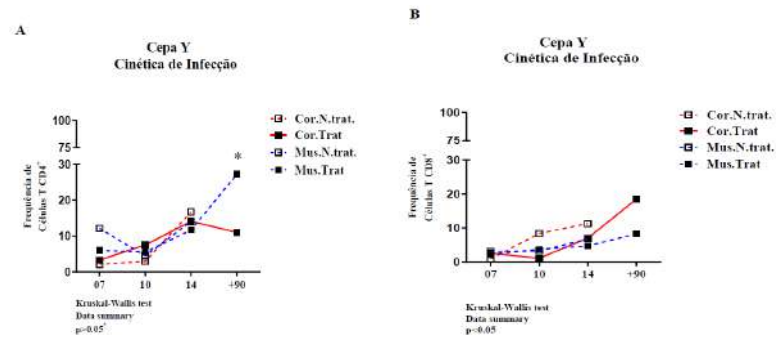 A
Cepa Y
Cinética de Infecção
Frequência de
Células T CD4+
100
75
30
20
10
0
07
10
14
+90
*
Cor.N.trat.
Cor.Trat
Mus.N.trat.
Mus.Trat
Kruskal-Wallis test
Data summary
p>0.05*
B
Cepa Y
Cinética de Infecção
Frequência de
Células T CD8+
100
75
30
20
10
0
07
10
14
+90
Cor.N.trat.
Cor.Trat
Mus.N.trat.
Mus.Trat
Kruskal-Wallis test
Data summary
p<0.05